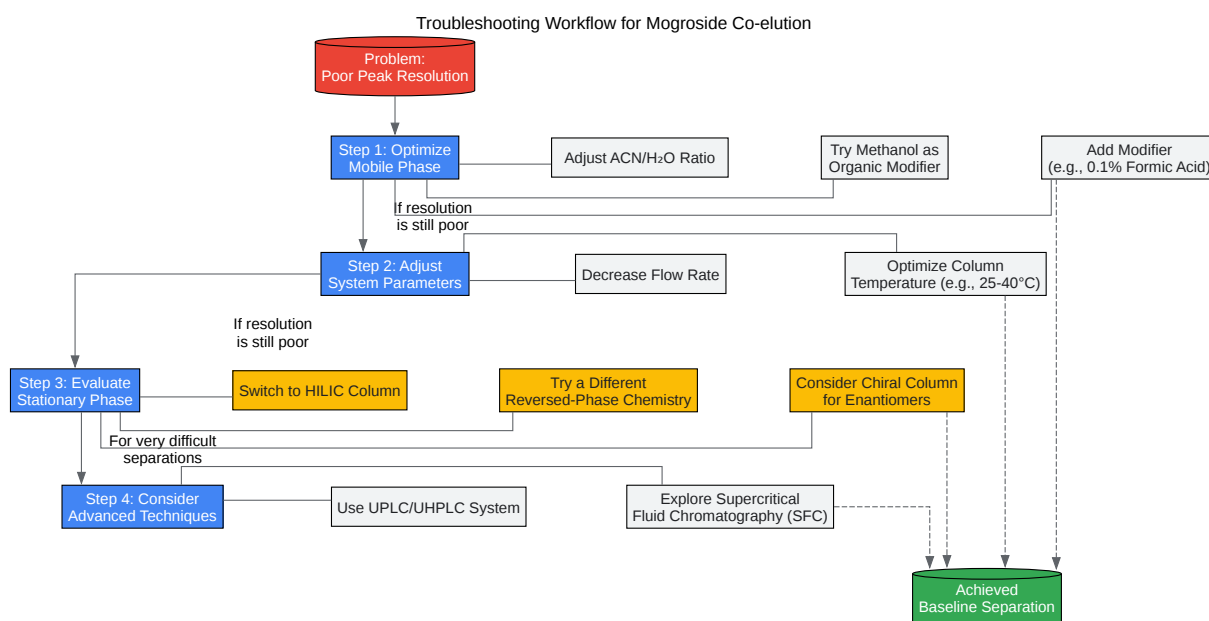 Troubleshooting Workflow for Mogroside Co-elution
Problem:
Poor Peak Resolution
Step 1: Optimize
Mobile Phase
Adjust ACN/H₂O Ratio
Try Methanol as
Organic Modifier
Add Modifier
(e.g., 0.1% Formic Acid)
If resolution
is still poor
Step 2: Adjust
System Parameters
Decrease Flow Rate
Optimize Column
Temperature (e.g., 25-40°C)
If resolution
is still poor
Step 3: Evaluate
Stationary Phase
Switch to HILIC Column
Try a Different
Reversed-Phase Chemistry
Consider Chiral Column
for Enantiomers
For very difficult
separations
Step 4: Consider
Advanced Techniques
Use UPLC/UHPLC System
Explore Supercritical
Fluid Chromatography (SFC)
Achieved
Baseline Separation